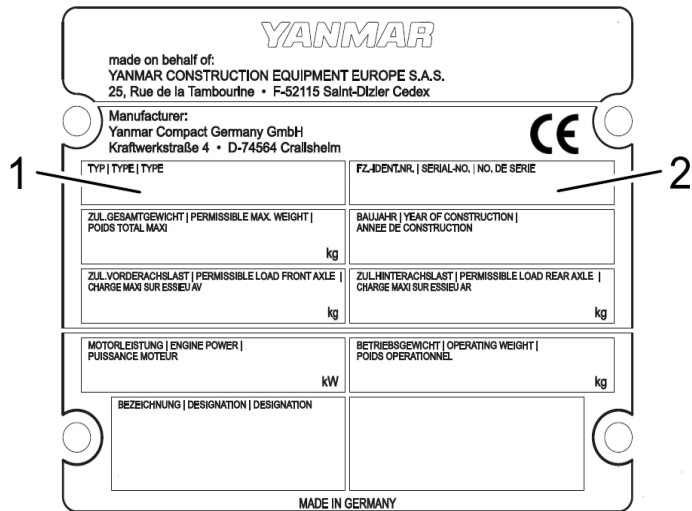 YANMAR
made on behalf of:
YANMAR CONSTRUCTION EQUIPMENT EUROPE S.A.S.
25, Rue de la Tambourine • F-52115 Saint-Dizier Cedex
Manufacturer:
Yanmar Compact Germany GmbH
Kraftwerkstraße 4 • D-74564 Crailsheim
CE
1
TYP | TYPE | TYPE
FZ.-IDENT.NR. | SERIAL-NO. | NO. DE SERIE
2
ZUL.GESAMTGEWICHT | PERMISSIBLE MAX. WEIGHT |
POIDS TOTAL MAXI
kg
BAUJAHR | YEAR OF CONSTRUCTION |
ANNEE DE CONSTRUCTION
ZUL.VORDERACHSLAST | PERMISSIBLE LOAD FRONT AXLE |
CHARGE MAXI SUR ESSIEU AV
kg
ZUL.HINTERACHSLAST | PERMISSIBLE LOAD REAR AXLE |
CHARGE MAXI SUR ESSIEU AR
kg
MOTORLEISTUNG | ENGINE POWER |
PUISSANCE MOTEUR
kW
BETRIEBSGEWICHT | OPERATING WEIGHT |
POIDS OPERATIONNEL
kg
BEZEICHNUNG | DESIGNATION | DESIGNATION
MADE IN GERMANY